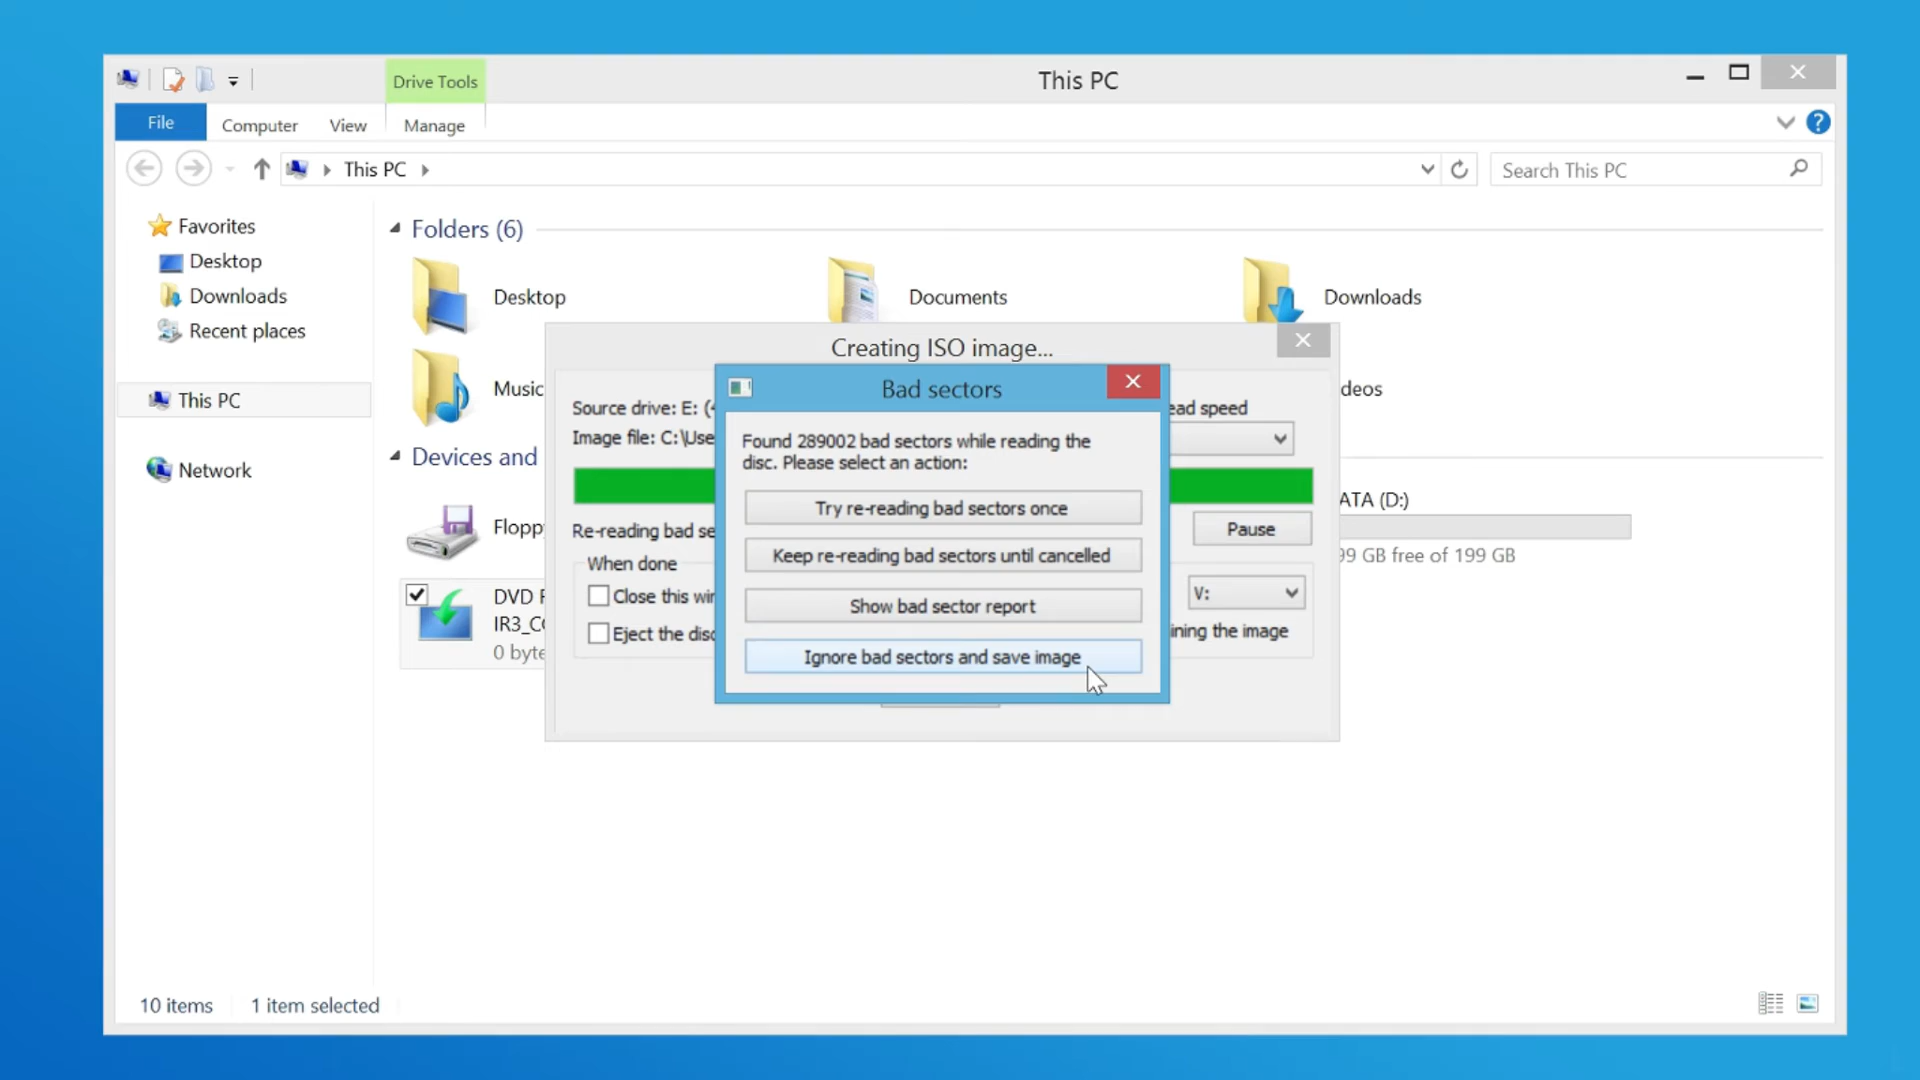 Drive Tools
This PC
File
Computer
View
Manage
This PC
Search This PC
Favorites
Desktop
Downloads
Recent places
This PC
Network
Folders (6)
Desktop
Documents
Downloads
Music
deos
Devices and
Floppy
ATA (D:)
99 GB free of 199 GB
DVD
IR3_
0 byte
Creating ISO image...
Source drive: E:
ead speed
Image file: C:\Use
Re-reading bad se
Pause
When done
Close this win
V:
Eject the disc
ining the image
Bad sectors
Found 289002 bad sectors while reading the
disc. Please select an action:
Try re-reading bad sectors once
Keep re-reading bad sectors until cancelled
Show bad sector report
Ignore bad sectors and save image
10 items
1 item selected